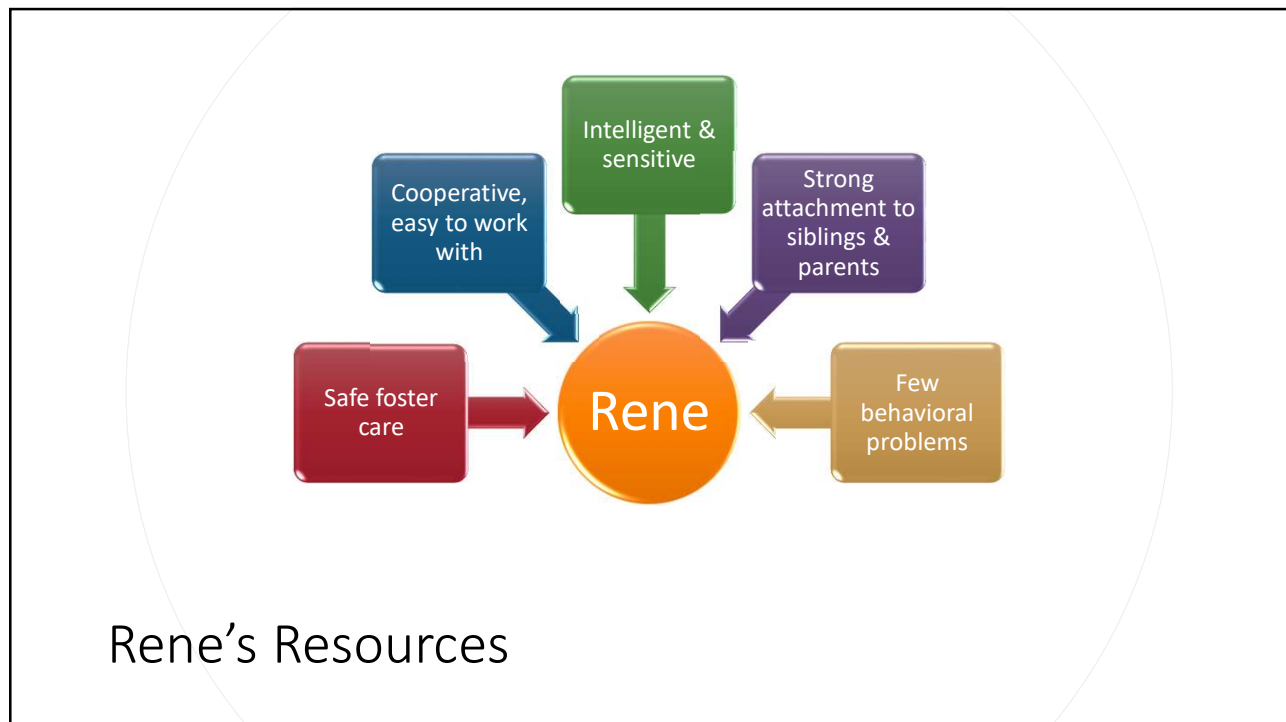 Intelligent &
sensitive
Cooperative,
easy to work
with
Strong
attachment to
siblings &
parents
Safe foster
care
Rene
Few
behavioral
problems
Rene’s Resources